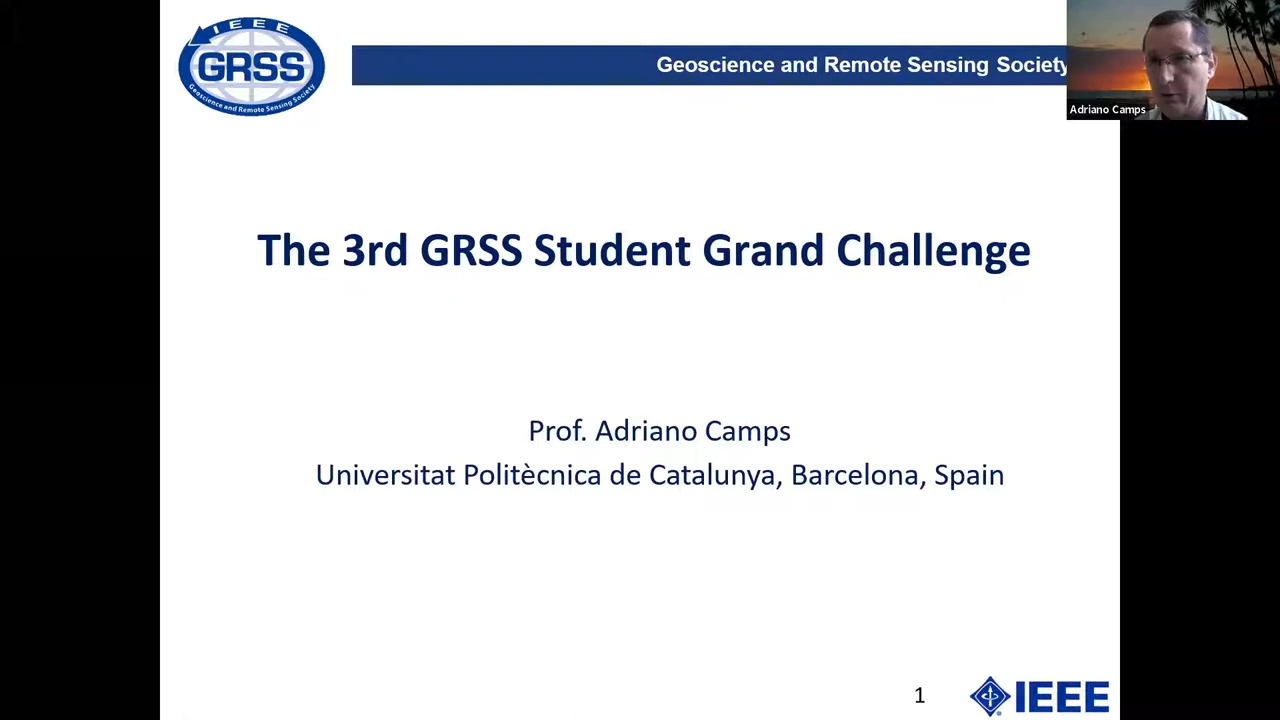 IEEE
GRSS
Geoscience and Remote Sensing Society
Geoscience and Remote Sensing Society
Adriano Camps
The 3rd GRSS Student Grand Challenge
Prof. Adriano Camps
Universitat Politècnica de Catalunya, Barcelona, Spain
1
IEEE